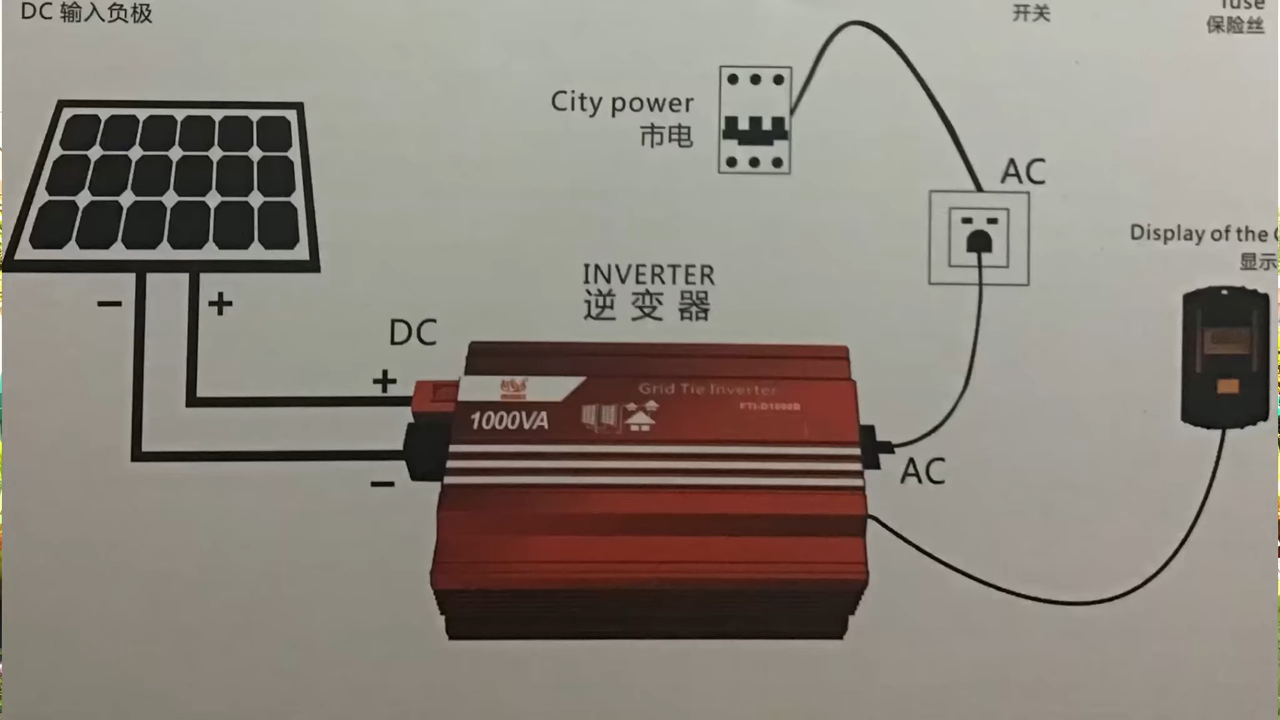 DC 输入负极
开关
fuse
保险丝
City power
市电
AC
Display of the
显示
INVERTER
逆变器
DC
Grid Tie Inverter
1000VA
AC